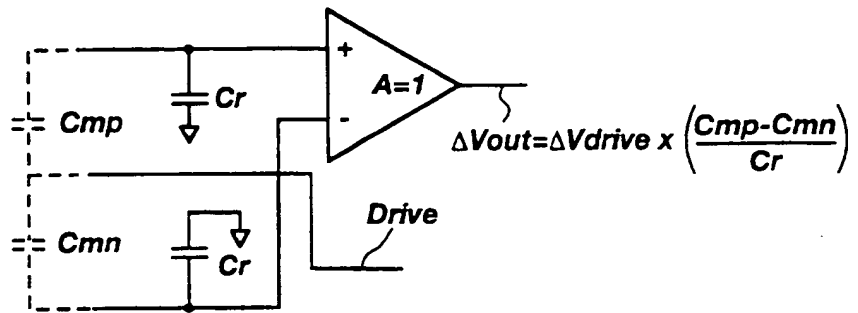 +
Cr
A=1
Cmp
-
ΔVout=ΔVdrive x (Cmp-Cmn/Cr)
Drive
Cmn
Cr